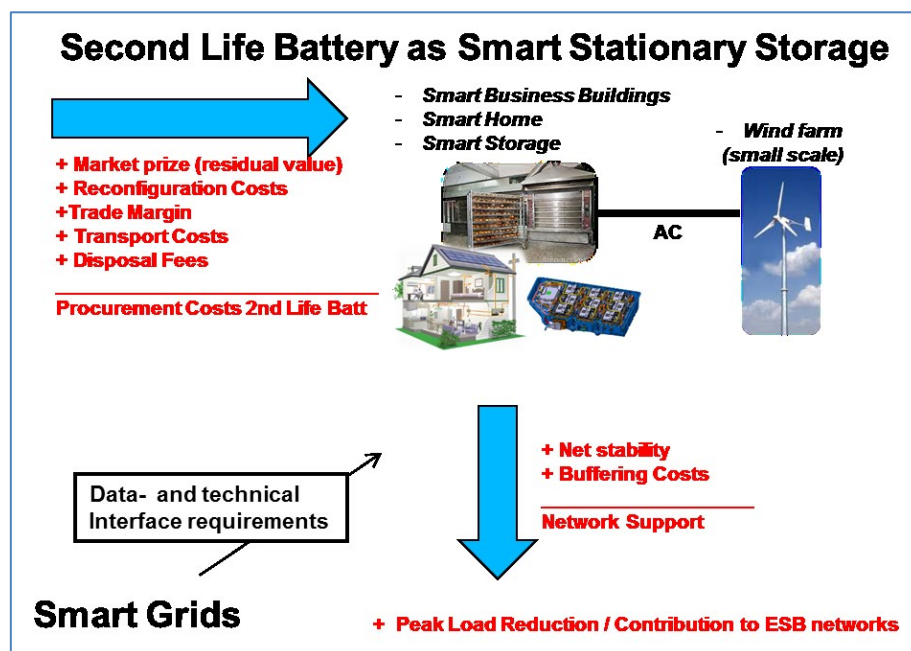 Second Life Battery as Smart Stationary Storage
- Smart Business Buildings
- Smart Home
- Smart Storage
- Wind farm
(small scale)
+ Market prize (residual value)
+ Reconfiguration Costs
+Trade Margin
+ Transport Costs
+ Disposal Fees
Procurement Costs 2nd Life Batt
AC
+ Net stability
+ Buffering Costs
Network Support
Data- and technical
Interface requirements
Smart Grids
+ Peak Load Reduction / Contribution to ESB networks